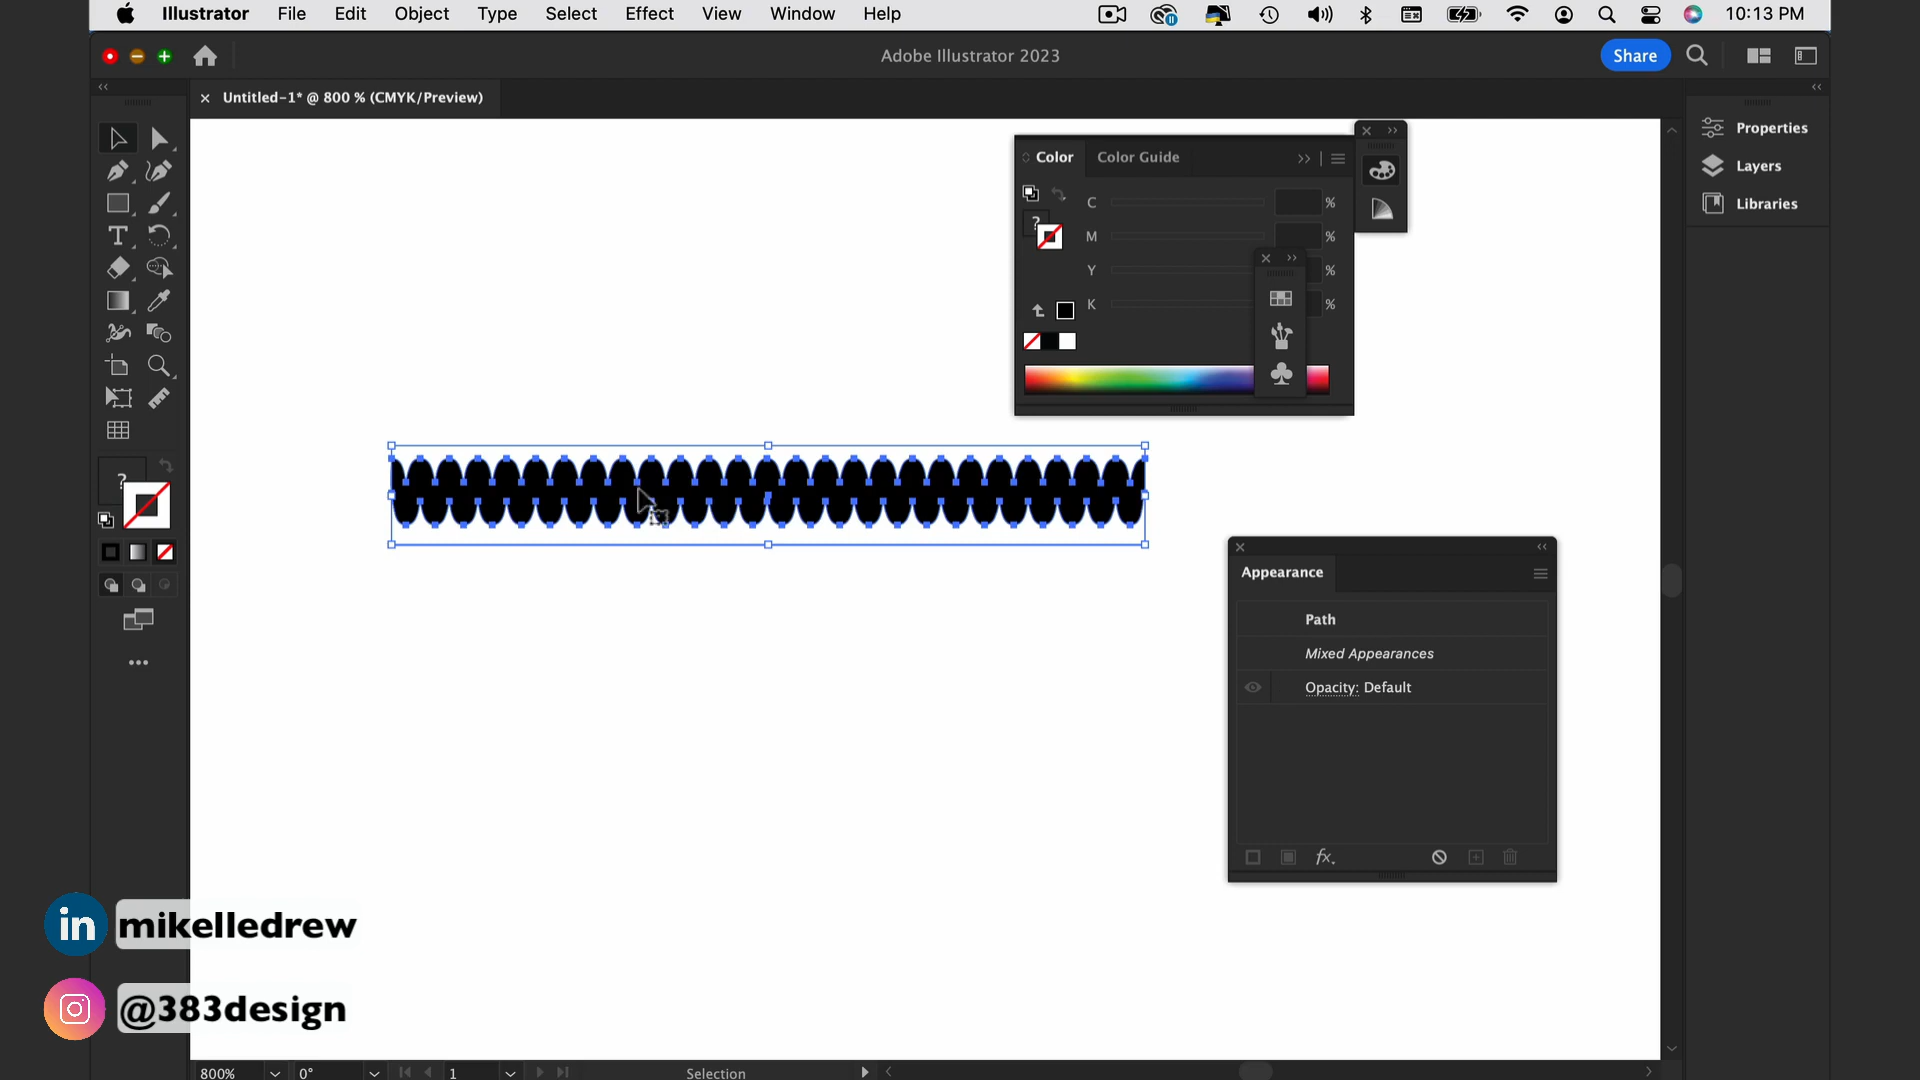 Illustrator File Edit Object Type Select Effect View Window Help 10:13 PM
Adobe Illustrator 2023
Share
Untitled-1* @ 800 % (CMYK/Preview)
Color Color Guide
C %
M %
Y %
K %
?
Properties
Layers
Libraries
?
Appearance
Path
Mixed Appearances
Opacity: Default
fx
in mikelledrew
@383design
800% 0° 1 Selection